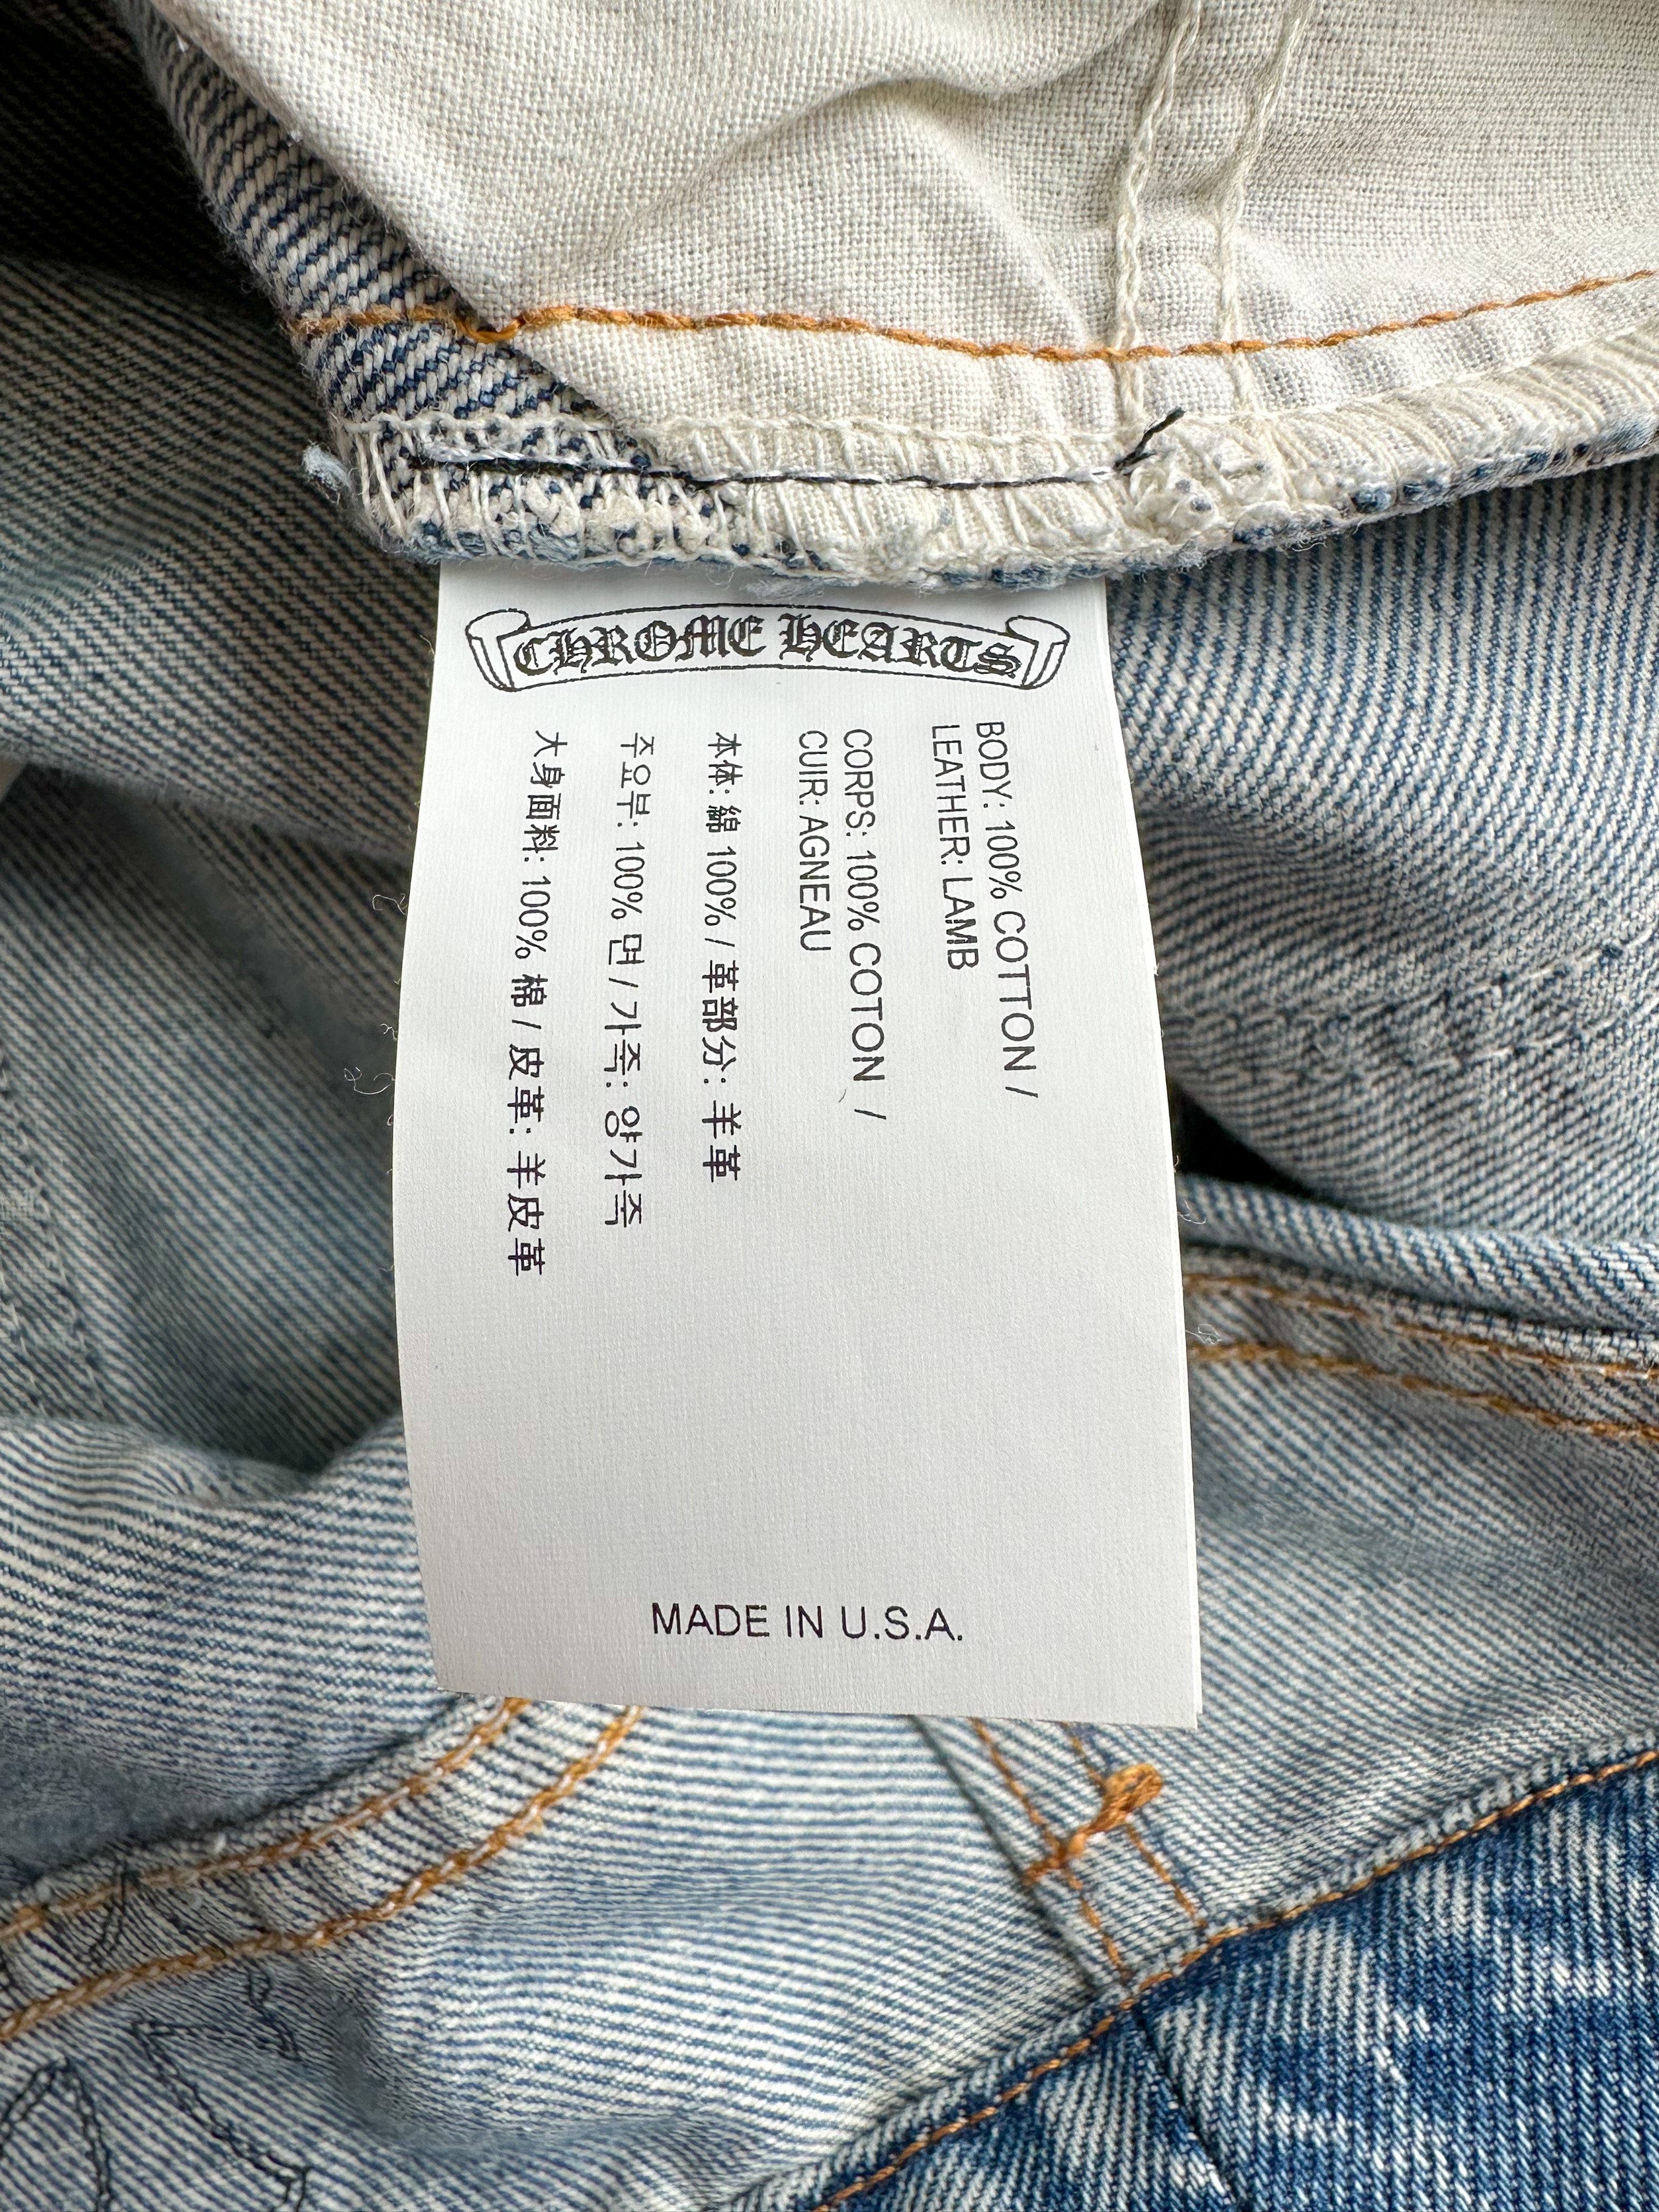 CHROME HEARTS
BODY: 100% COTTON /
LEATHER: LAMB
CORPS: 100% COTON /
CUIR: AGNEAU
本体: 綿 100% / 革部分: 羊革
주요부: 100% 면 / 가죽: 양가죽
大身面料: 100% 棉 / 皮革: 羊皮革
MADE IN U.S.A.